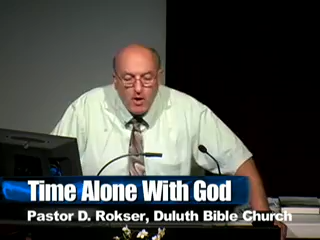 Time Alone With God
Pastor D. Rokser, Duluth Bible Church